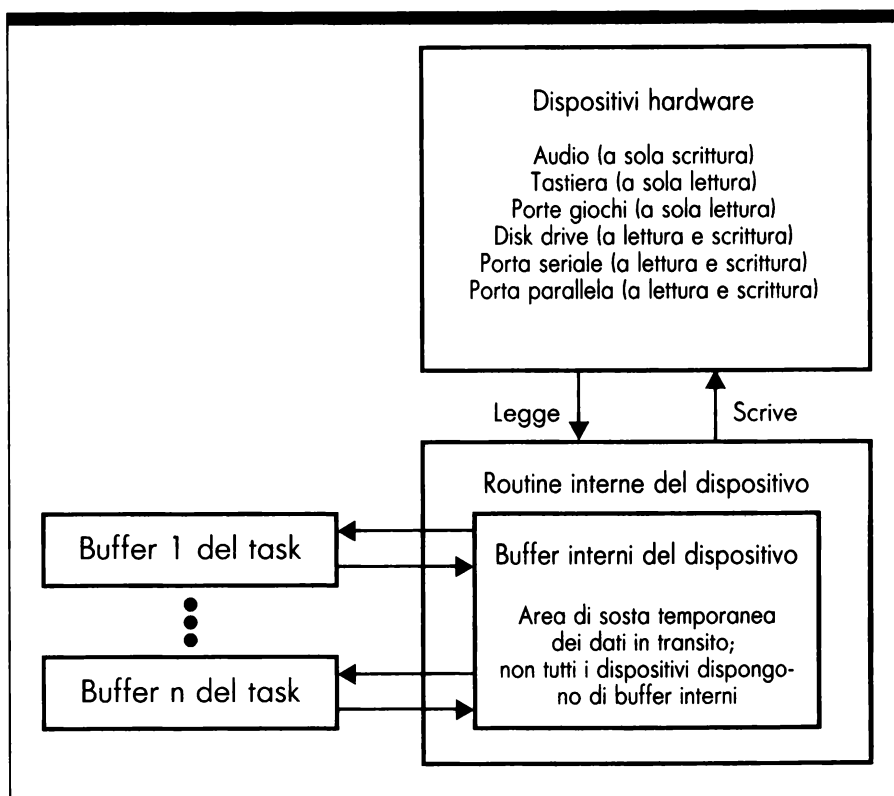 Dispositivi hardware
Audio (a sola scrittura)
Tastiera (a sola lettura)
Porte giochi (a sola lettura)
Disk drive (a lettura e scrittura)
Porta seriale (a lettura e scrittura)
Porta parallela (a lettura e scrittura)
Legge
Scrive
Routine interne del dispositivo
Buffer 1 del task
Buffer n del task
Buffer interni del dispositivo
Area di sosta temporanea
dei dati in transito;
non tutti i dispositivi dispongo-
no di buffer interni